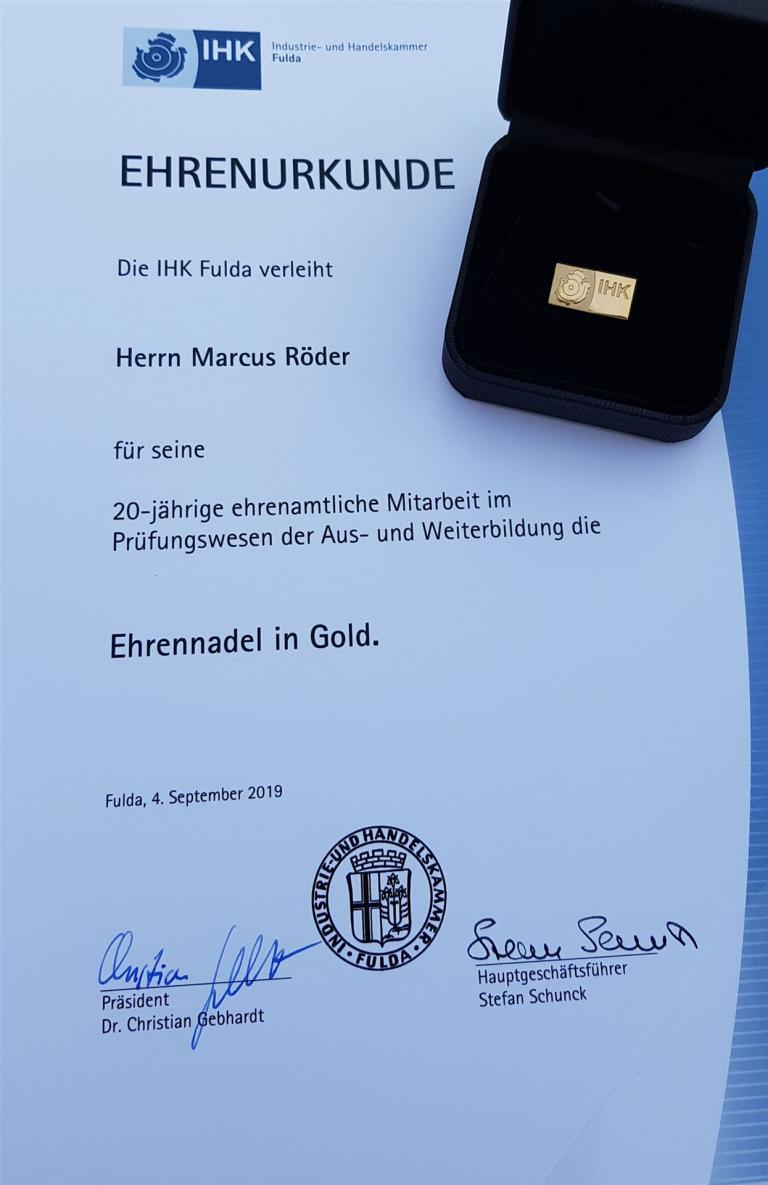 IHK
Industrie- und Handelskammer
Fulda
EHRENURKUNDE
Die IHK Fulda verleiht
IHK
Herrn Marcus Röder
für seine
20-jährige ehrenamtliche Mitarbeit im
Prüfungswesen der Aus- und Weiterbildung die
Ehrennadel in Gold.
Fulda, 4. September 2019
INDUSTRIE-UND HANDELSKAMMER
• FULDA •
Präsident
Dr. Christian Gebhardt
Hauptgeschäftsführer
Stefan Schunck